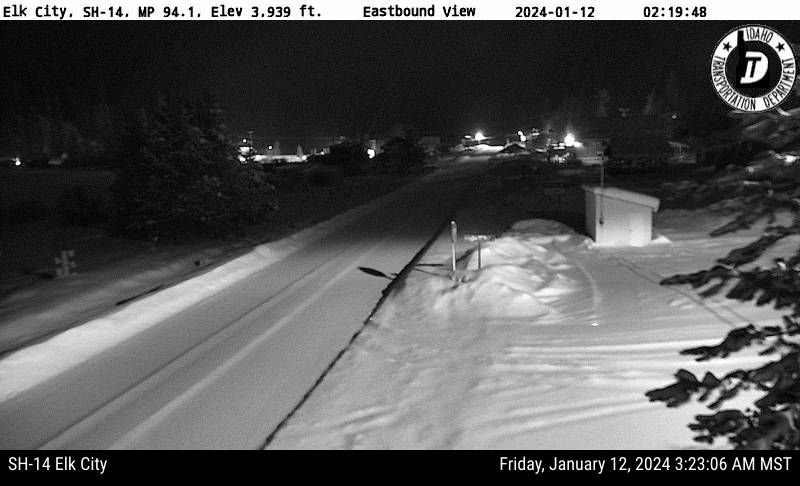 Elk City, SH-14, MP 94.1, Elev 3,939 ft. Eastbound View 2024-01-12 02:19:48
IDAHO
TRANSPORTATION DEPARTMENT
SH-14 Elk City Friday, January 12, 2024 3:23:06 AM MST